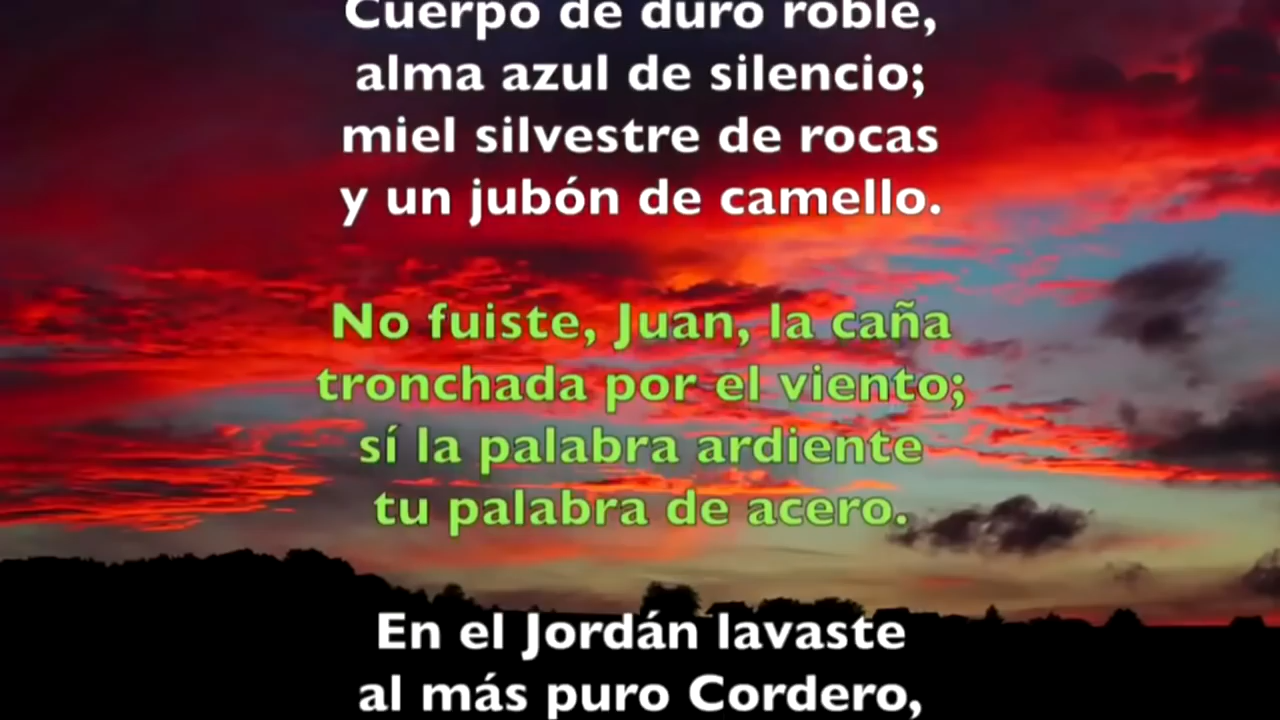 Cuerpo de duro roble,
alma azul de silencio;
miel silvestre de rocas
y un jubón de camello.
No fuiste, Juan, la caña
tronchada por el viento;
sí la palabra ardiente
tu palabra de acero.
En el Jordán lavaste
al más puro Cordero,